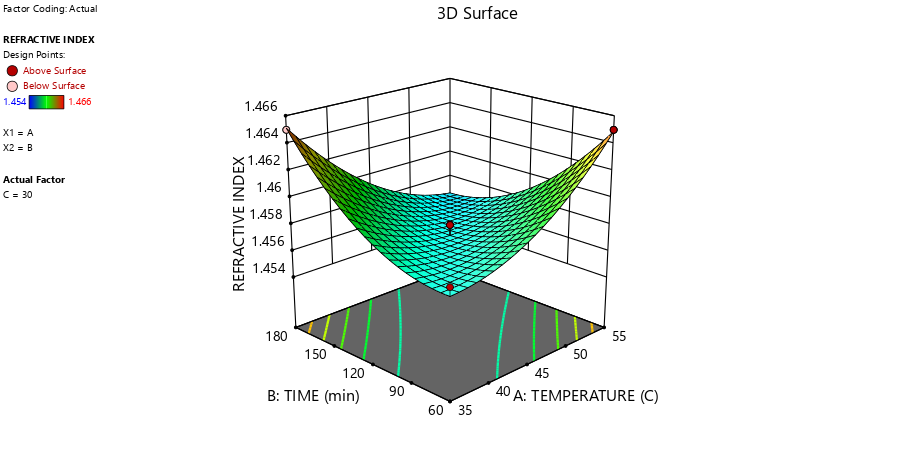 3D Surface
Factor Coding: Actual
REFRACTIVE INDEX
Design Points:
Above Surface
Below Surface
1.454 1.466
X1 = A
X2 = B
Actual Factor
C = 30
REFRACTIVE INDEX
1.466
1.464
1.462
1.46
1.458
1.456
1.454
180
150
120
90
60
B: TIME (min)
35
40
45
50
55
A: TEMPERATURE (C)